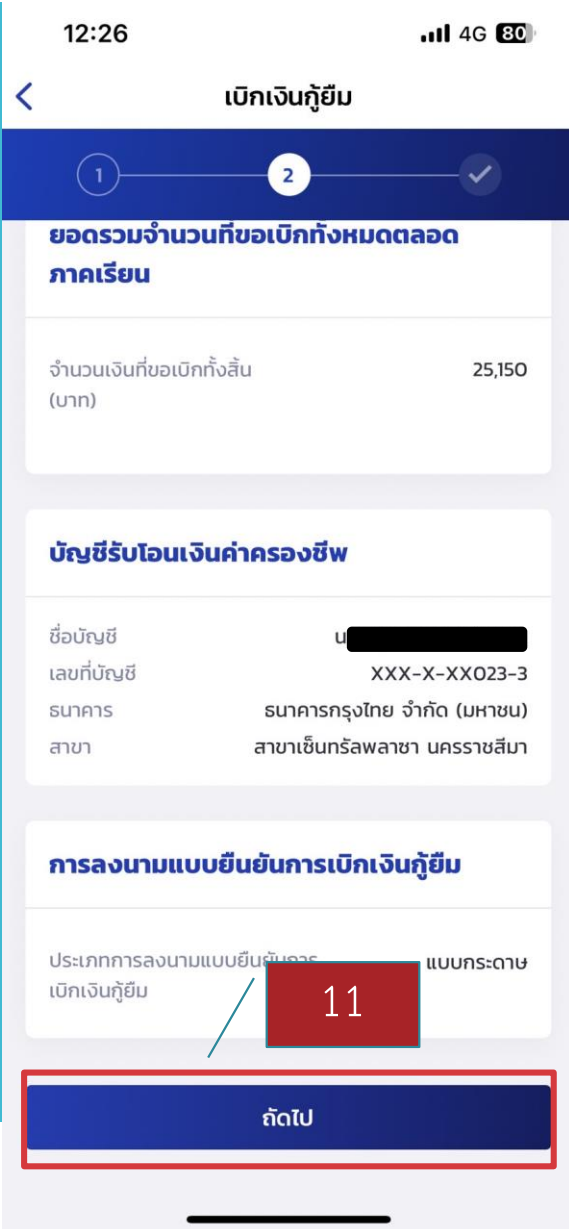 12:26
4G 80
เบิกเงินกู้ยืม
1
2
ยอดรวมจำนวนที่ขอเบิกทั้งหมดตลอด
ภาคเรียน
จำนวนเงินที่ขอเบิกทั้งสิ้น 25,150
(บาท)
บัญชีรับโอนเงินค่าครองชีพ
ชื่อบัญชี น
เลขที่บัญชี XXX-X-XX023-3
ธนาคาร ธนาคารกรุงไทย จำกัด (มหาชน)
สาขา สาขาเซ็นทรัลพลาซา นครราชสีมา
การลงนามแบบยืนยันการเบิกเงินกู้ยืม
ประเภทการลงนามแบบยืนยันการ แบบกระดาษ
เบิกเงินกู้ยืม
11
ถัดไป